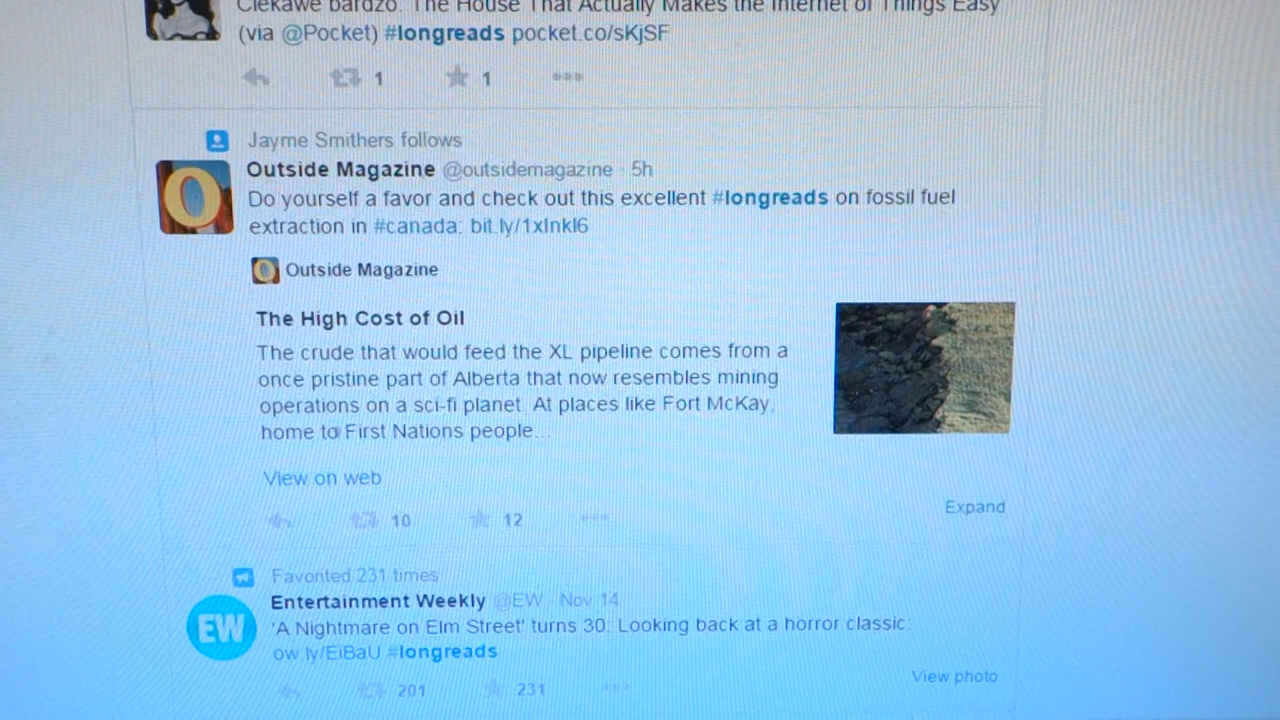 Ciekawe bardzo. The House That Actually Makes the Internet of Things Easy
(via @Pocket) #longreads pocket.co/sKjSF
1 1
Jayme Smithers follows
Outside Magazine @outsidemagazine · 5h
Do yourself a favor and check out this excellent #longreads on fossil fuel
extraction in #canada: bit.ly/1xInkI6
Outside Magazine
The High Cost of Oil
The crude that would feed the XL pipeline comes from a
once pristine part of Alberta that now resembles mining
operations on a sci-fi planet. At places like Fort McKay,
home to First Nations people...
View on web
Expand
10 12
Favorited 231 times
Entertainment Weekly @EW · Nov 14
EW
'A Nightmare on Elm Street' turns 30: Looking back at a horror classic:
ow.ly/EiBaU #longreads
View photo
201 231